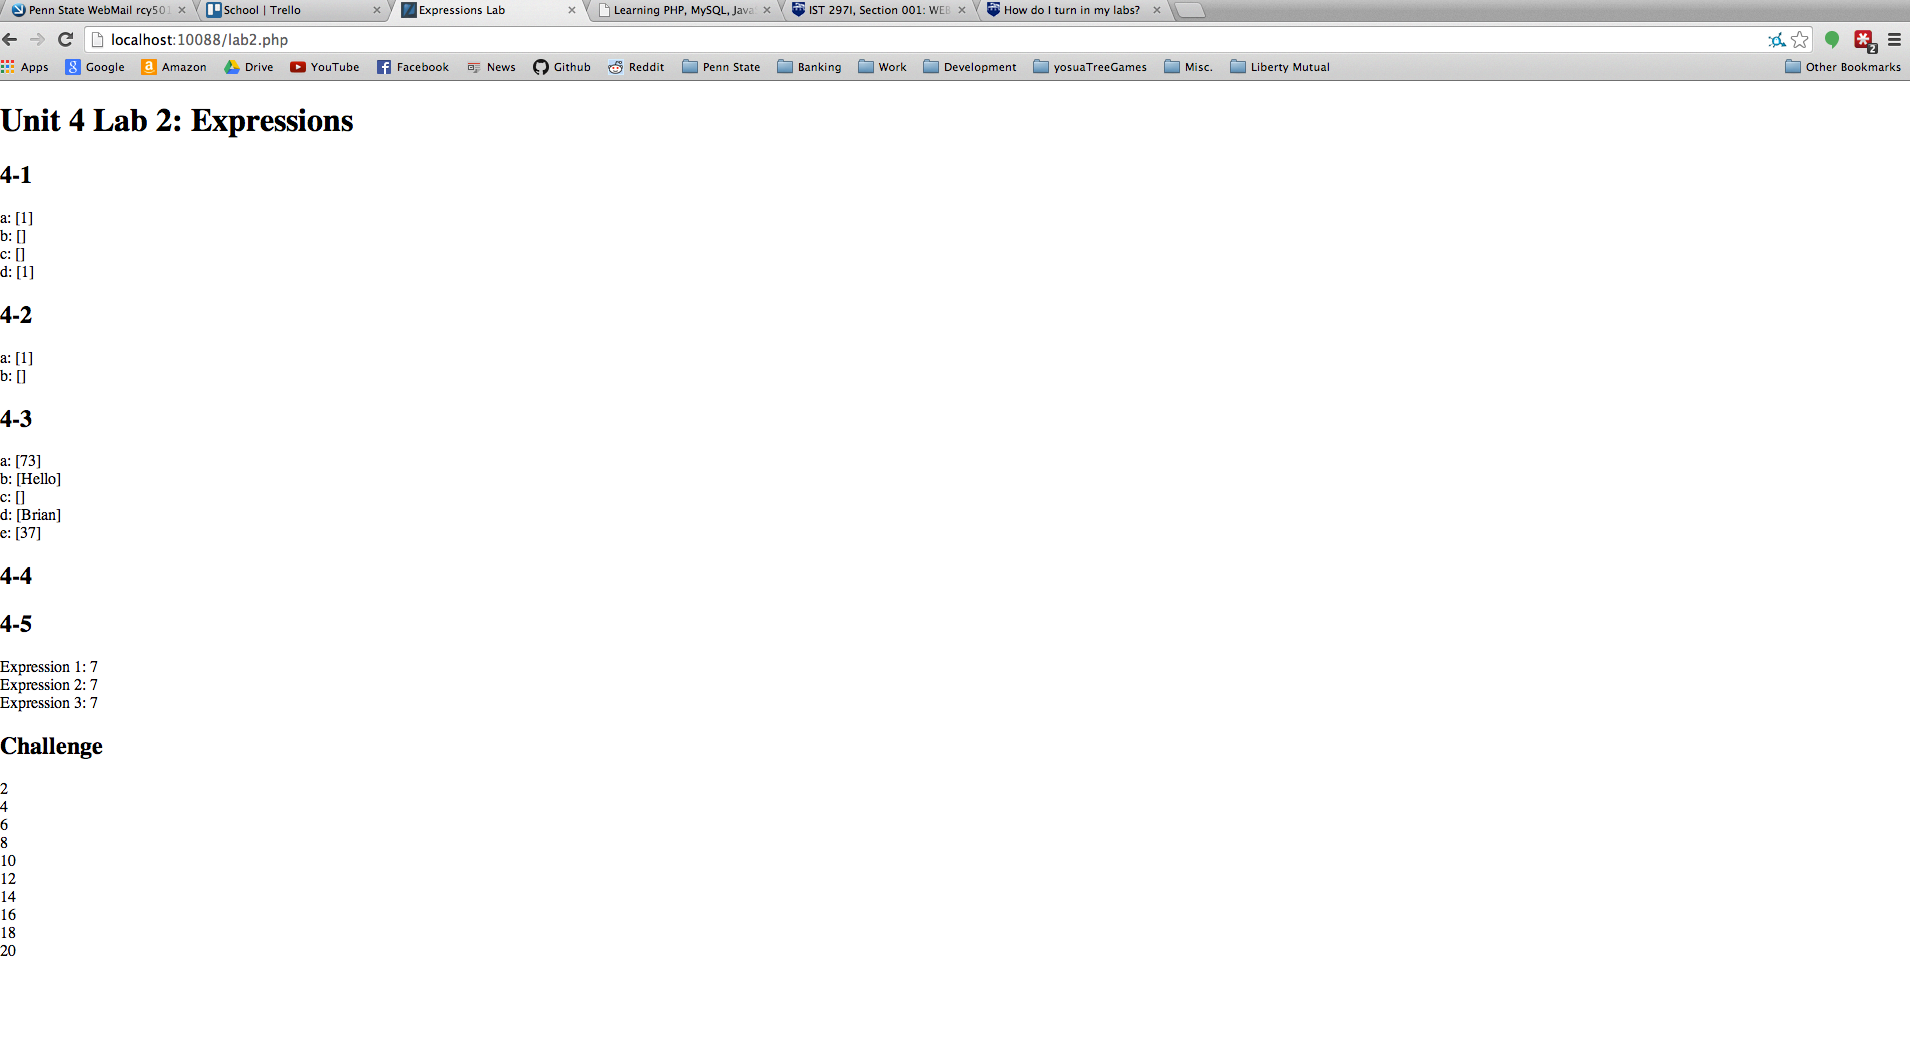 Penn State WebMail rcy501
School | Trello
Expressions Lab
Learning PHP, MySQL, Java
IST 297I, Section 001: WEB
How do I turn in my labs?
localhost:10088/lab2.php
2
Apps
Google
Amazon
Drive
YouTube
Facebook
News
Github
Reddit
Penn State
Banking
Work
Development
yosuaTreeGames
Misc.
Liberty Mutual
Other Bookmarks
Unit 4 Lab 2: Expressions
4-1
a: [1]
b: []
c: []
d: [1]
4-2
a: [1]
b: []
4-3
a: [73]
b: [Hello]
c: []
d: [Brian]
e: [37]
4-4
4-5
Expression 1: 7
Expression 2: 7
Expression 3: 7
Challenge
2
4
6
8
10
12
14
16
18
20